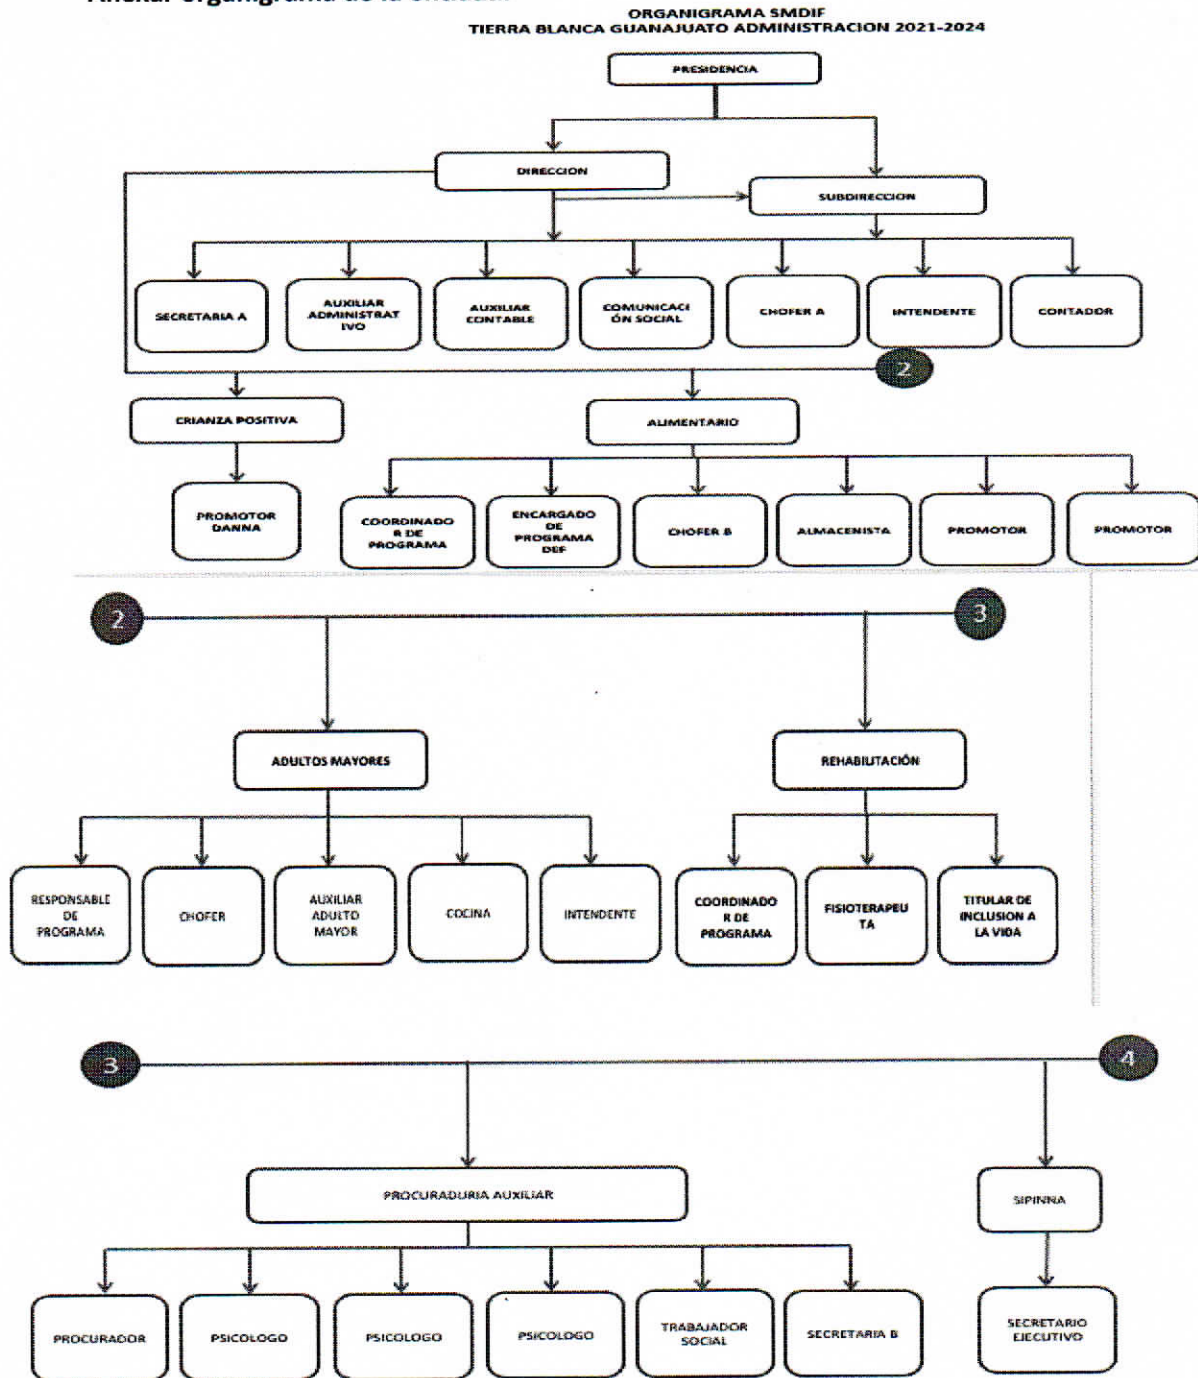 ORGANIGRAMA SMDIF
TIERRA BLANCA GUANAJUATO ADMINISTRACION 2021-2024
PRESIDENCIA
DIRECCION
SUBDIRECCION
SECRETARIA A
AUXILIAR
ADMINISTRAT
IVO
AUXILIAR
CONTABLE
COMUNICACI
ÓN SOCIAL
CHOFER A
INTENDENTE
CONTADOR
2
CRIANZA POSITIVA
ALIMENTARIO
PROMOTOR
DANNA
COORDINADO
R DE
PROGRAMA
ENCARGADO
DE
PROGRAMA
DEF
CHOFER B
ALMACENISTA
PROMOTOR
PROMOTOR
2
3
ADULTOS MAYORES
REHABILITACIÓN
RESPONSABLE
DE
PROGRAMA
CHOFER
AUXILIAR
ADULTO
MAYOR
COCINA
INTENDENTE
COORDINADO
R DE
PROGRAMA
FISIOTERAPEU
TA
TITULAR DE
INCLUSION A
LA VIDA
3
4
PROCURADURIA AUXILIAR
SIPINNA
PROCURADOR
PSICOLOGO
PSICOLOGO
PSICOLOGO
TRABAJADOR
SOCIAL
SECRETARIA B
SECRETARIO
EJECUTIVO